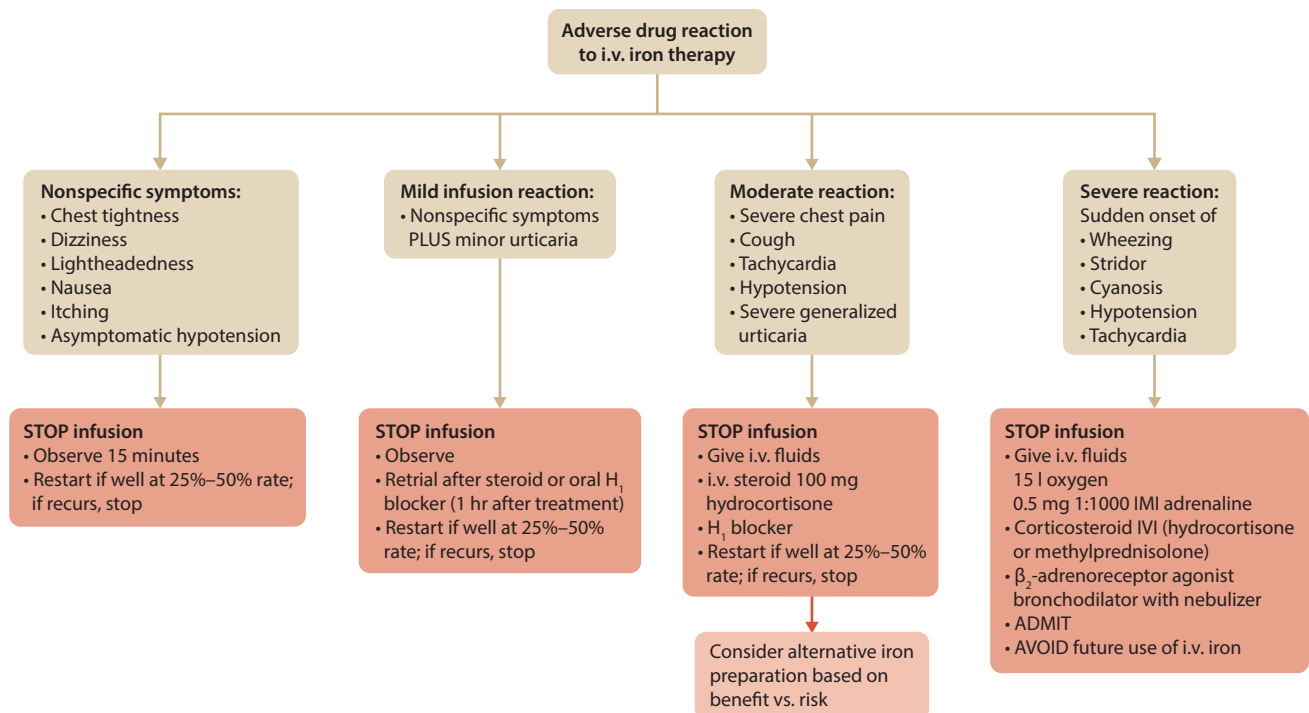 Adverse drug reaction
to i.v. iron therapy
Nonspecific symptoms:
• Chest tightness
• Dizziness
• Lightheadedness
• Nausea
• Itching
• Asymptomatic hypotension
Mild infusion reaction:
• Nonspecific symptoms
PLUS minor urticaria
Moderate reaction:
• Severe chest pain
• Cough
• Tachycardia
• Hypotension
• Severe generalized
urticaria
Severe reaction:
Sudden onset of
• Wheezing
• Stridor
• Cyanosis
• Hypotension
• Tachycardia
STOP infusion
• Observe 15 minutes
• Restart if well at 25%–50% rate;
if recurs, stop
STOP infusion
• Observe
• Retrial after steroid or oral H₁
blocker (1 hr after treatment)
• Restart if well at 25%–50%
rate; if recurs, stop
STOP infusion
• Give i.v. fluids
• i.v. steroid 100 mg
hydrocortisone
• H₁ blocker
• Restart if well at 25%–50%
rate; if recurs, stop
STOP infusion
• Give i.v. fluids
15 l oxygen
0.5 mg 1:1000 IMI adrenaline
• Corticosteroid IVI (hydrocortisone
or methylprednisolone)
• β₂-adrenoreceptor agonist
bronchodilator with nebulizer
• ADMIT
• AVOID future use of i.v. iron
Consider alternative iron
preparation based on
benefit vs. risk